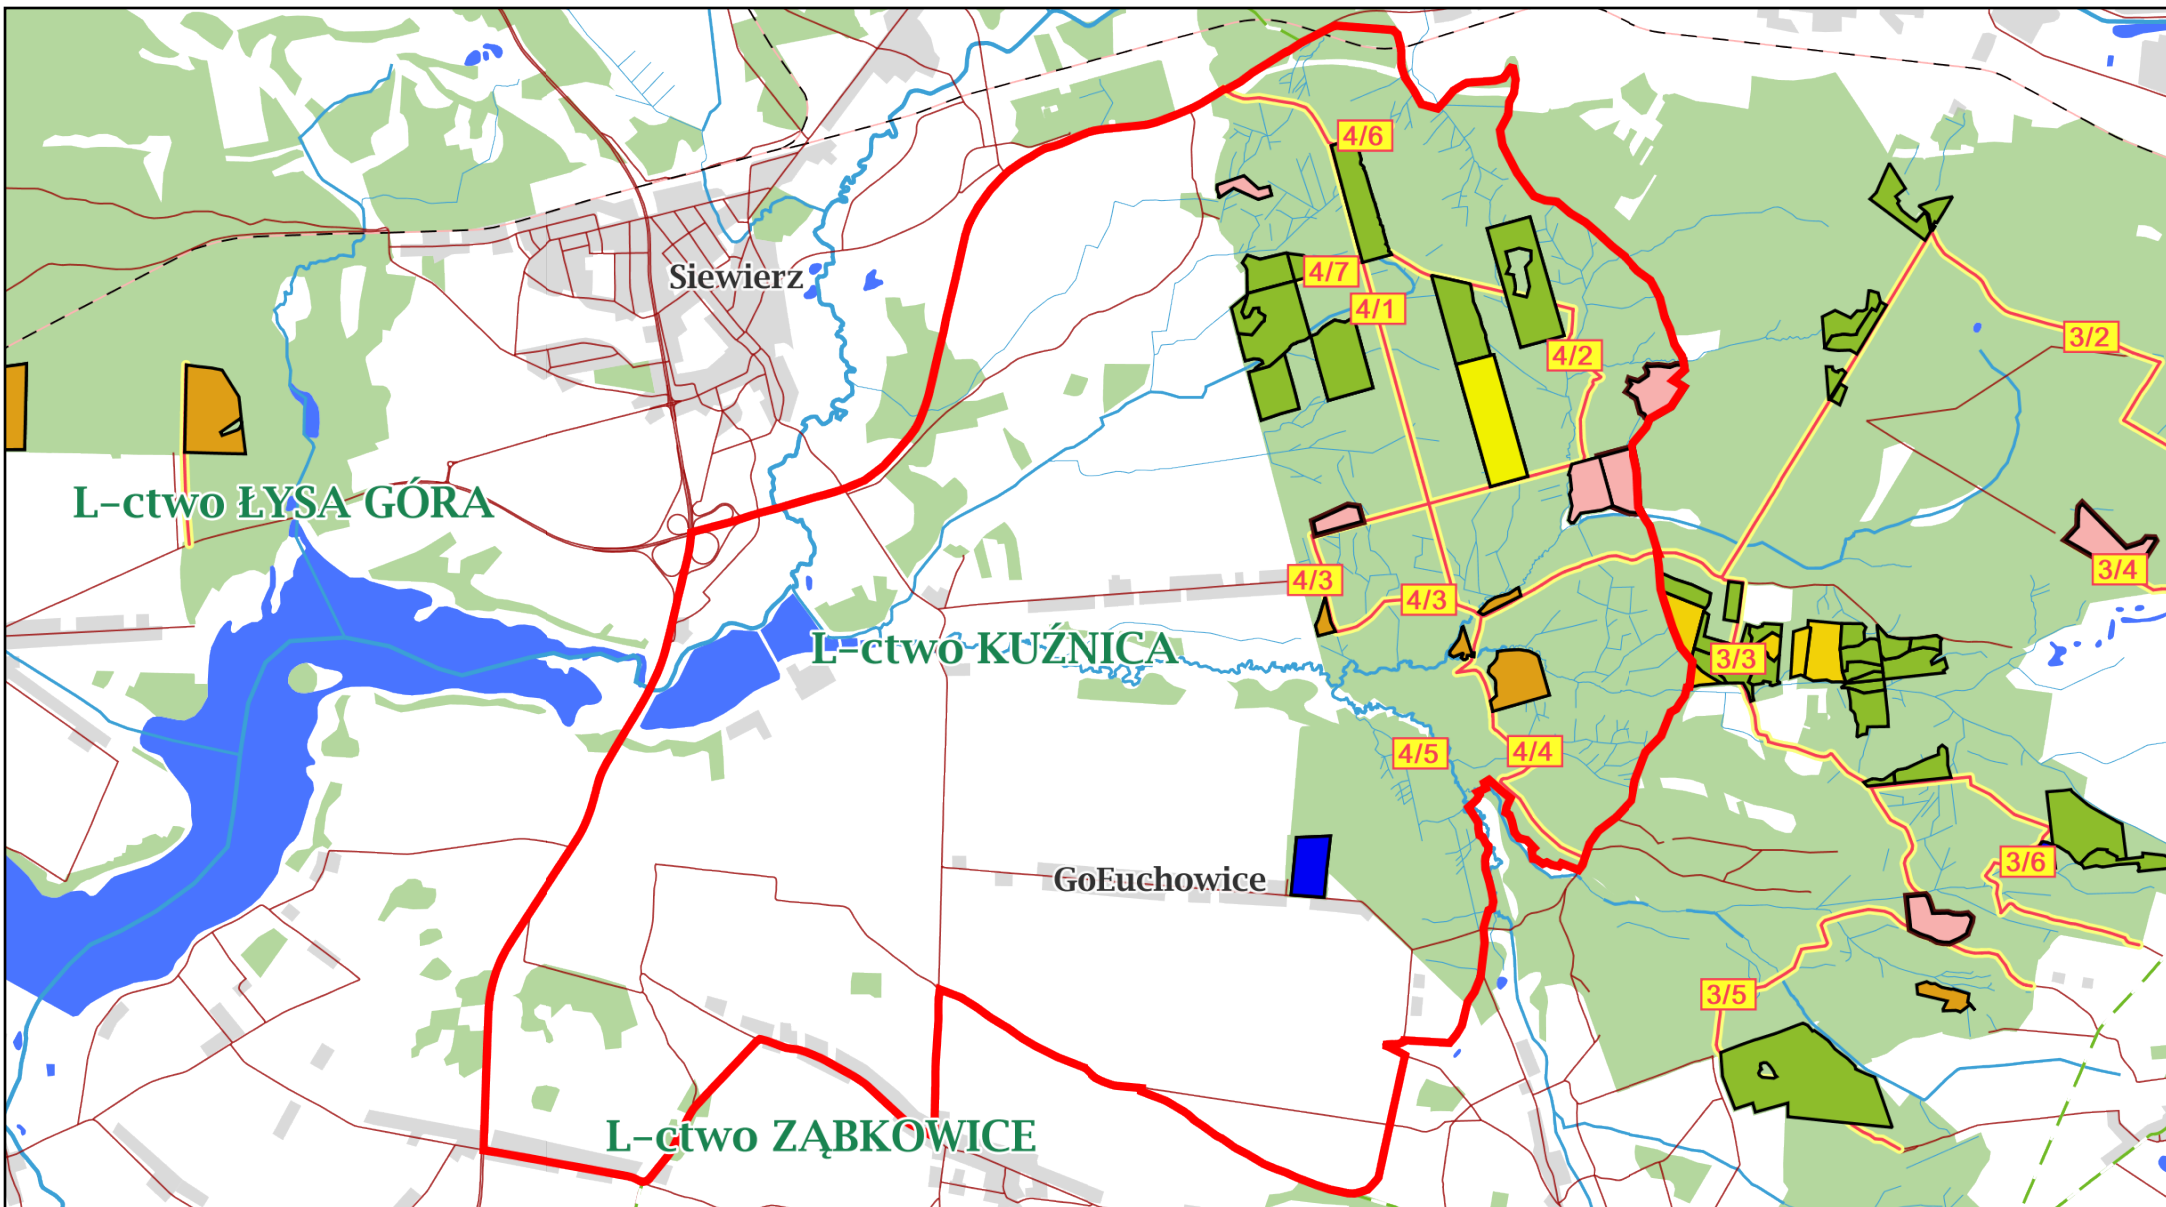 4/6
Siewierz
4/7
4/1
3/2
4/2
L-ctwo ŁYSA GÓRA
4/3
3/4
4/3
L-ctwo KUŹNICA
3/3
4/5
4/4
3/6
GoEuchowice
3/5
L-ctwo ZĄBKOWICE